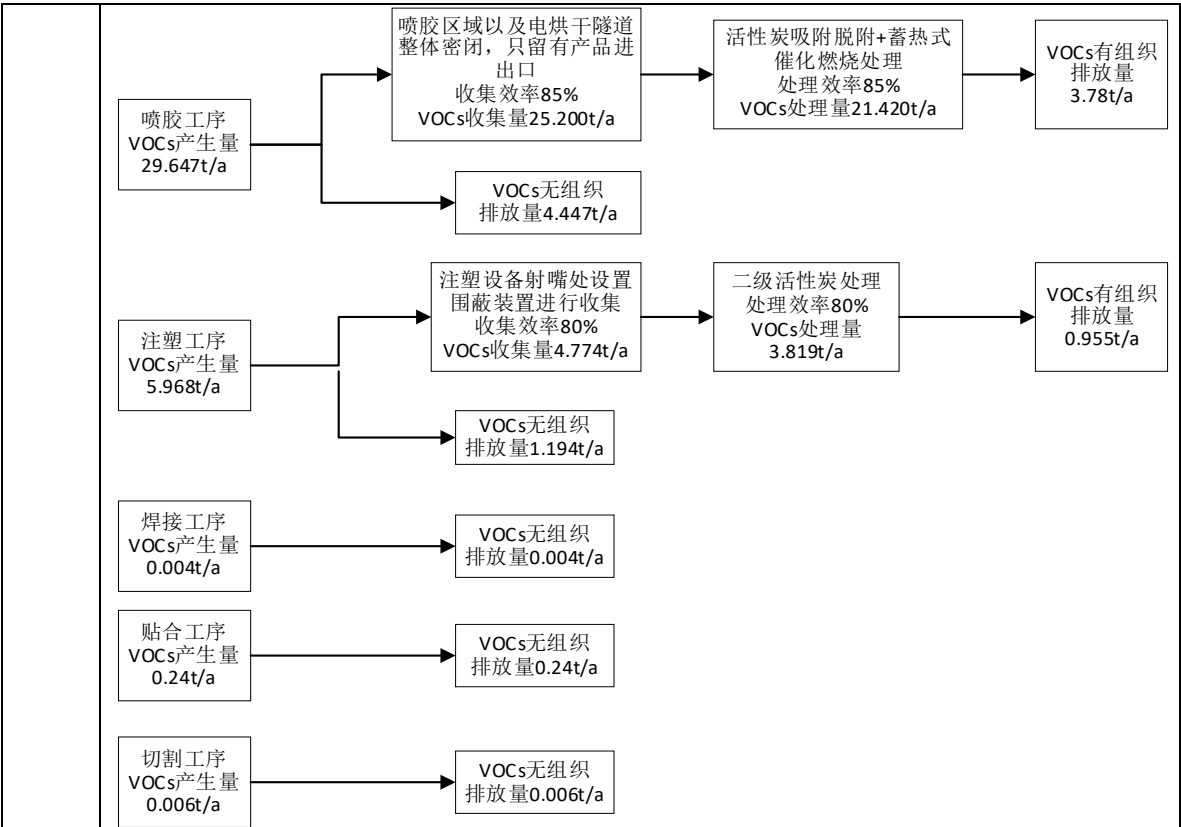 喷胶工序
VOCs产生量
29.647t/a
喷胶区域以及电烘干隧道
整体密闭，只留有产品进
出口
收集效率85%
VOCs收集量25.200t/a
活性炭吸附脱附+蓄热式
催化燃烧处理
处理效率85%
VOCs处理量21.420t/a
VOCs有组织
排放量
3.78t/a
VOCs无组织
排放量4.447t/a
注塑工序
VOCs产生量
5.968t/a
注塑设备射嘴处设置
围蔽装置进行收集
收集效率80%
VOCs收集量4.774t/a
二级活性炭处理
处理效率80%
VOCs处理量
3.819t/a
VOCs有组织
排放量
0.955t/a
VOCs无组织
排放量1.194t/a
焊接工序
VOCs产生量
0.004t/a
VOCs无组织
排放量0.004t/a
贴合工序
VOCs产生量
0.24t/a
VOCs无组织
排放量0.24t/a
切割工序
VOCs产生量
0.006t/a
VOCs无组织
排放量0.006t/a